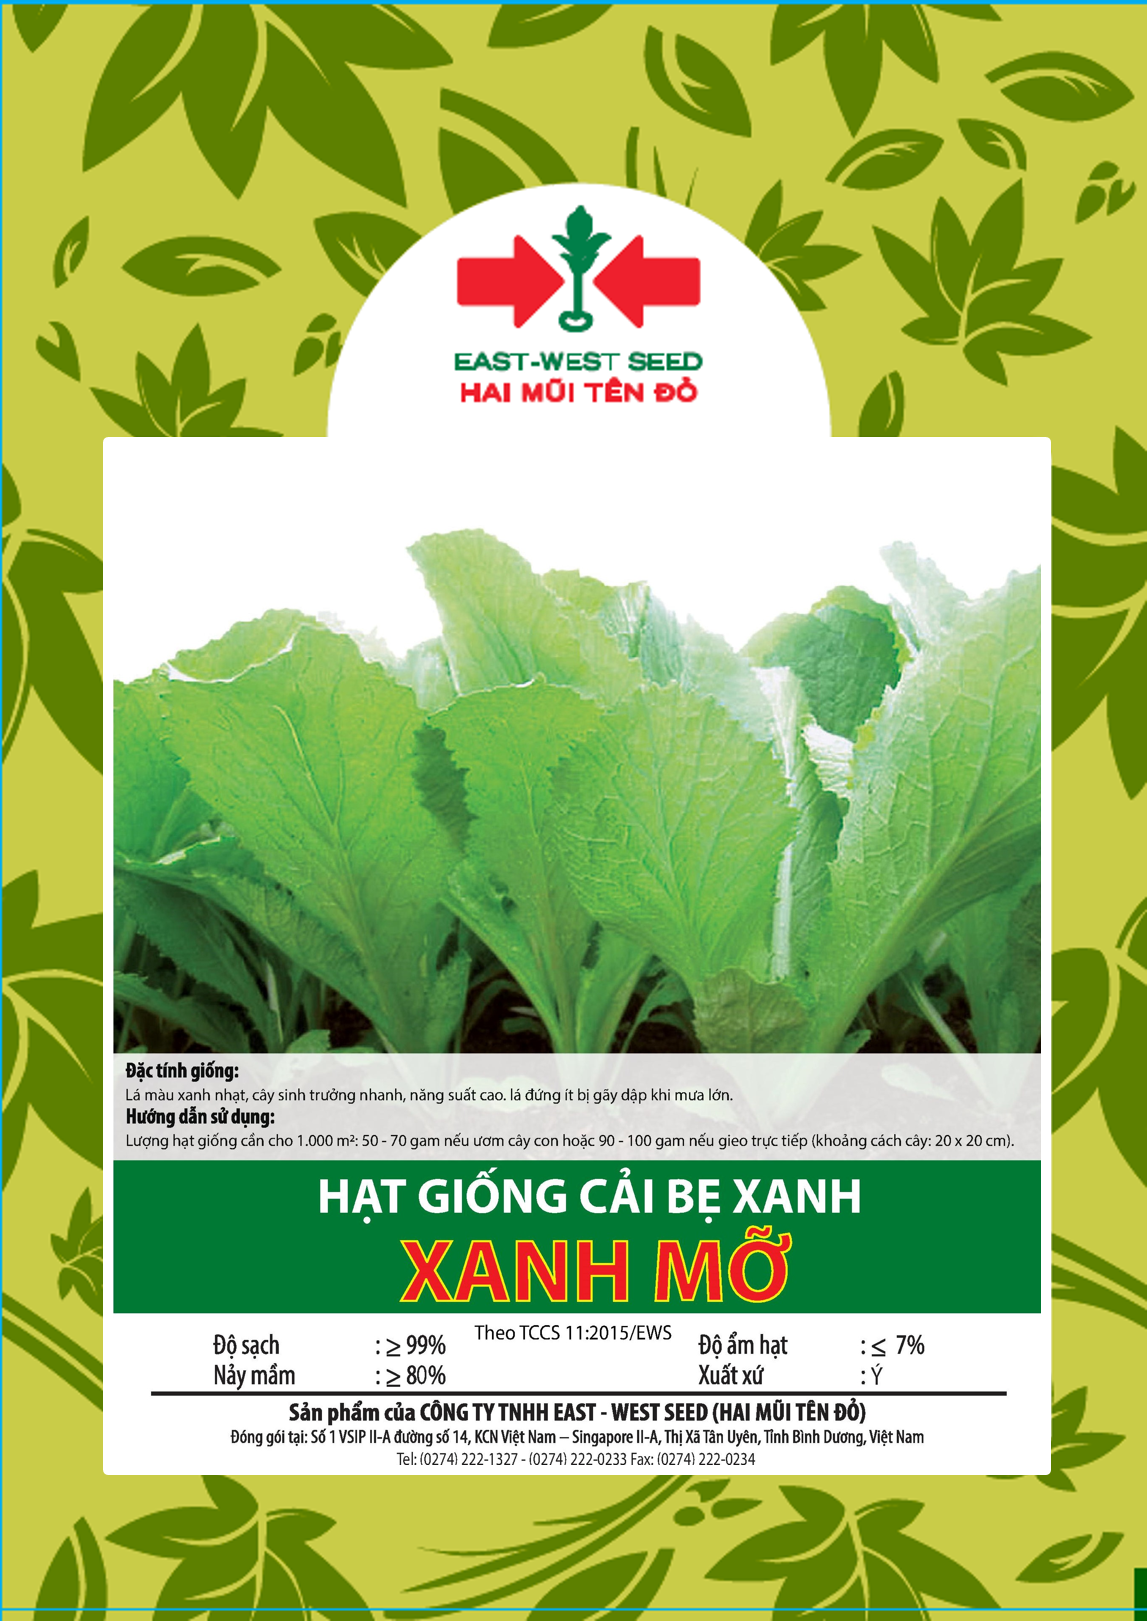 EAST-WEST SEED
HAI MŨI TÊN ĐỎ
Đặc tính giống:
Lá màu xanh nhạt, cây sinh trưởng nhanh, năng suất cao. lá đứng ít bị gãy dập khi mưa lớn.
Hướng dẫn sử dụng:
Lượng hạt giống cần cho 1.000 m²: 50 - 70 gam nếu ươm cây con hoặc 90 - 100 gam nếu gieo trực tiếp (khoảng cách cây: 20 x 20 cm).
HẠT GIỐNG CẢI BẸ XANH
XANH MỠ
Theo TCCS 11:2015/EWS
Độ sạch : ≥ 99% Độ ẩm hạt : ≤ 7%
Nảy mầm : ≥ 80% Xuất xứ : Ý
Sản phẩm của CÔNG TY TNHH EAST - WEST SEED (HAI MŨI TÊN ĐỎ)
Đóng gói tại: Số 1 VSIP II-A đường số 14, KCN Việt Nam – Singapore II-A, Thị Xã Tân Uyên, Tỉnh Bình Dương, Việt Nam
Tel: (0274) 222-1327 - (0274) 222-0233 Fax: (0274) 222-0234